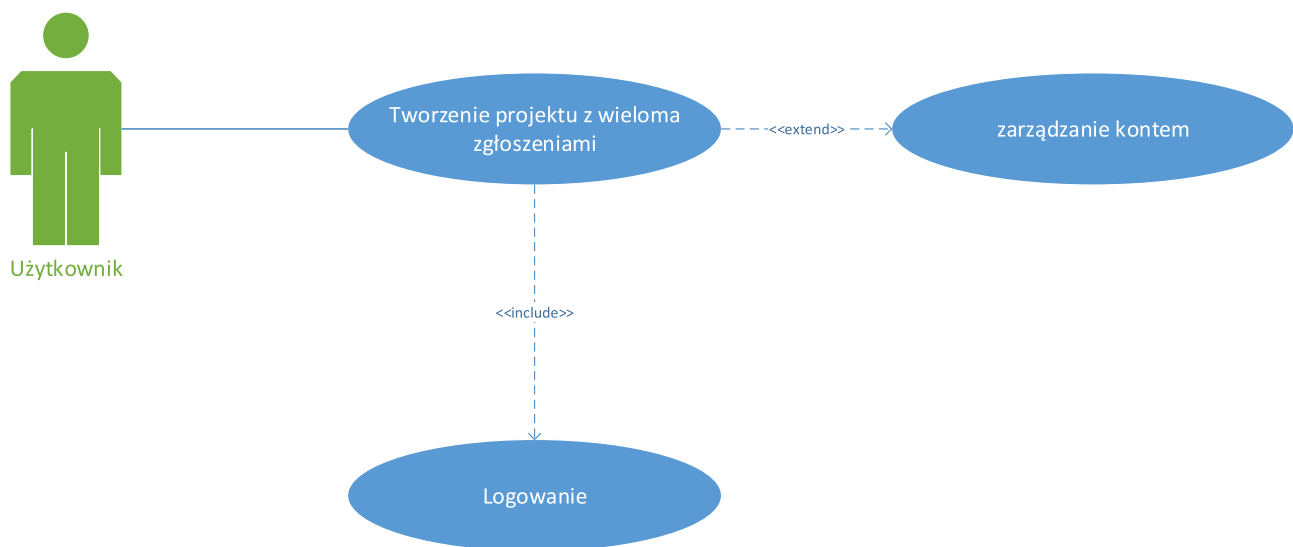 Tworzenie projektu z wieloma
zgłoszeniami
<<extend>>
zarządzanie kontem
Użytkownik
<<include>>
Logowanie